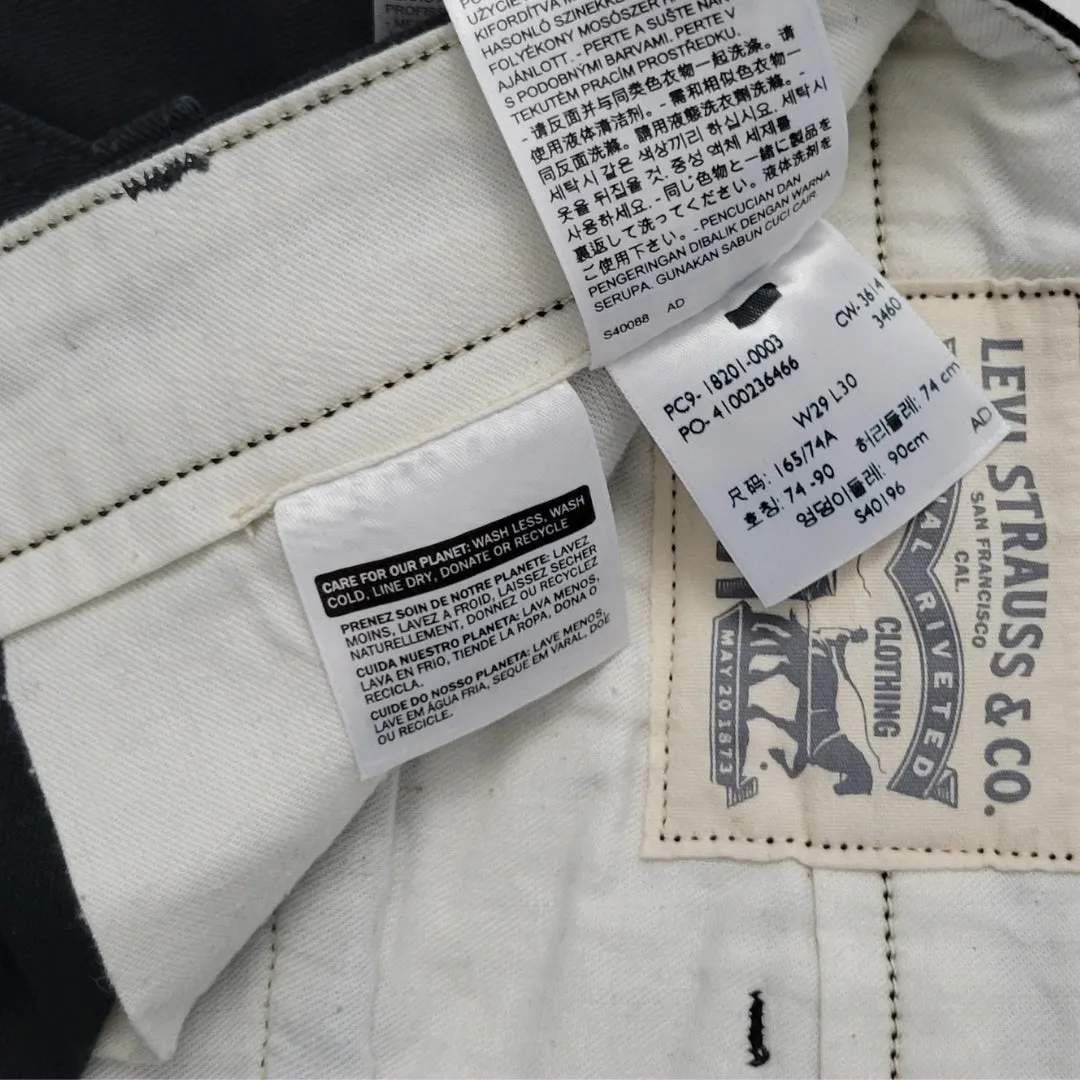 PROFES
UŻYCIE
KIFORDÍTVA M
HASONLÓ SZINEKKE
FOLYÉKONY MOSÓSZER H
AJÁNLOTT. - PERTE A SUŠTE NAR
S PODOBNÝMI BARVAMI. PERTE V
TEKUTÉM PRACÍM PROSTŘEDKU.
- 请反面并与同类色衣物一起洗涤。请
使用液体清洁剂。- 需和相似色衣物一
同反面洗滌。請用液態洗衣劑洗滌。-
세탁시 같은 색상끼리 하십시요. 세탁시
옷을 뒤집을 것. 중성 액체 세제를
사용하세요. - 同じ色物と一緒に製品を
裏返して洗ってください。液体洗剤を
ご使用下さい。- PENCUCIAN DAN
PENGERINGAN DIBALIK DENGAN WARNA
SERUPA. GUNAKAN SABUN CUCI CAIR.
S40088 AD
CW-3614
3460
PC9-18201-0003
PO-4100236466
W29 L30
尺码: 165/74A 허리둘레: 74 cm
호칭: 74 -90 엉덩이둘레: 90cm
S40196 AD
CARE FOR OUR PLANET: WASH LESS, WASH
COLD, LINE DRY, DONATE OR RECYCLE
PRENEZ SOIN DE NOTRE PLANETE: LAVEZ
MOINS, LAVEZ A FROID, LAISSEZ SECHER
NATURELLEMENT, DONNEZ OU RECYCLEZ
CUIDA NUESTRO PLANETA: LAVA MENOS,
LAVA EN FRIO, TIENDE LA ROPA, DONA O
RECICLA.
CUIDE DO NOSSO PLANETA: LAVE MENOS,
LAVE EM ÁGUA FRIA, SEQUE EM VARAL, DOE
OU RECICLE.
LEVI STRAUSS & CO.
SAN FRANCISCO
CAL.
RIVETED
CLOTHING
MAY 20 1873